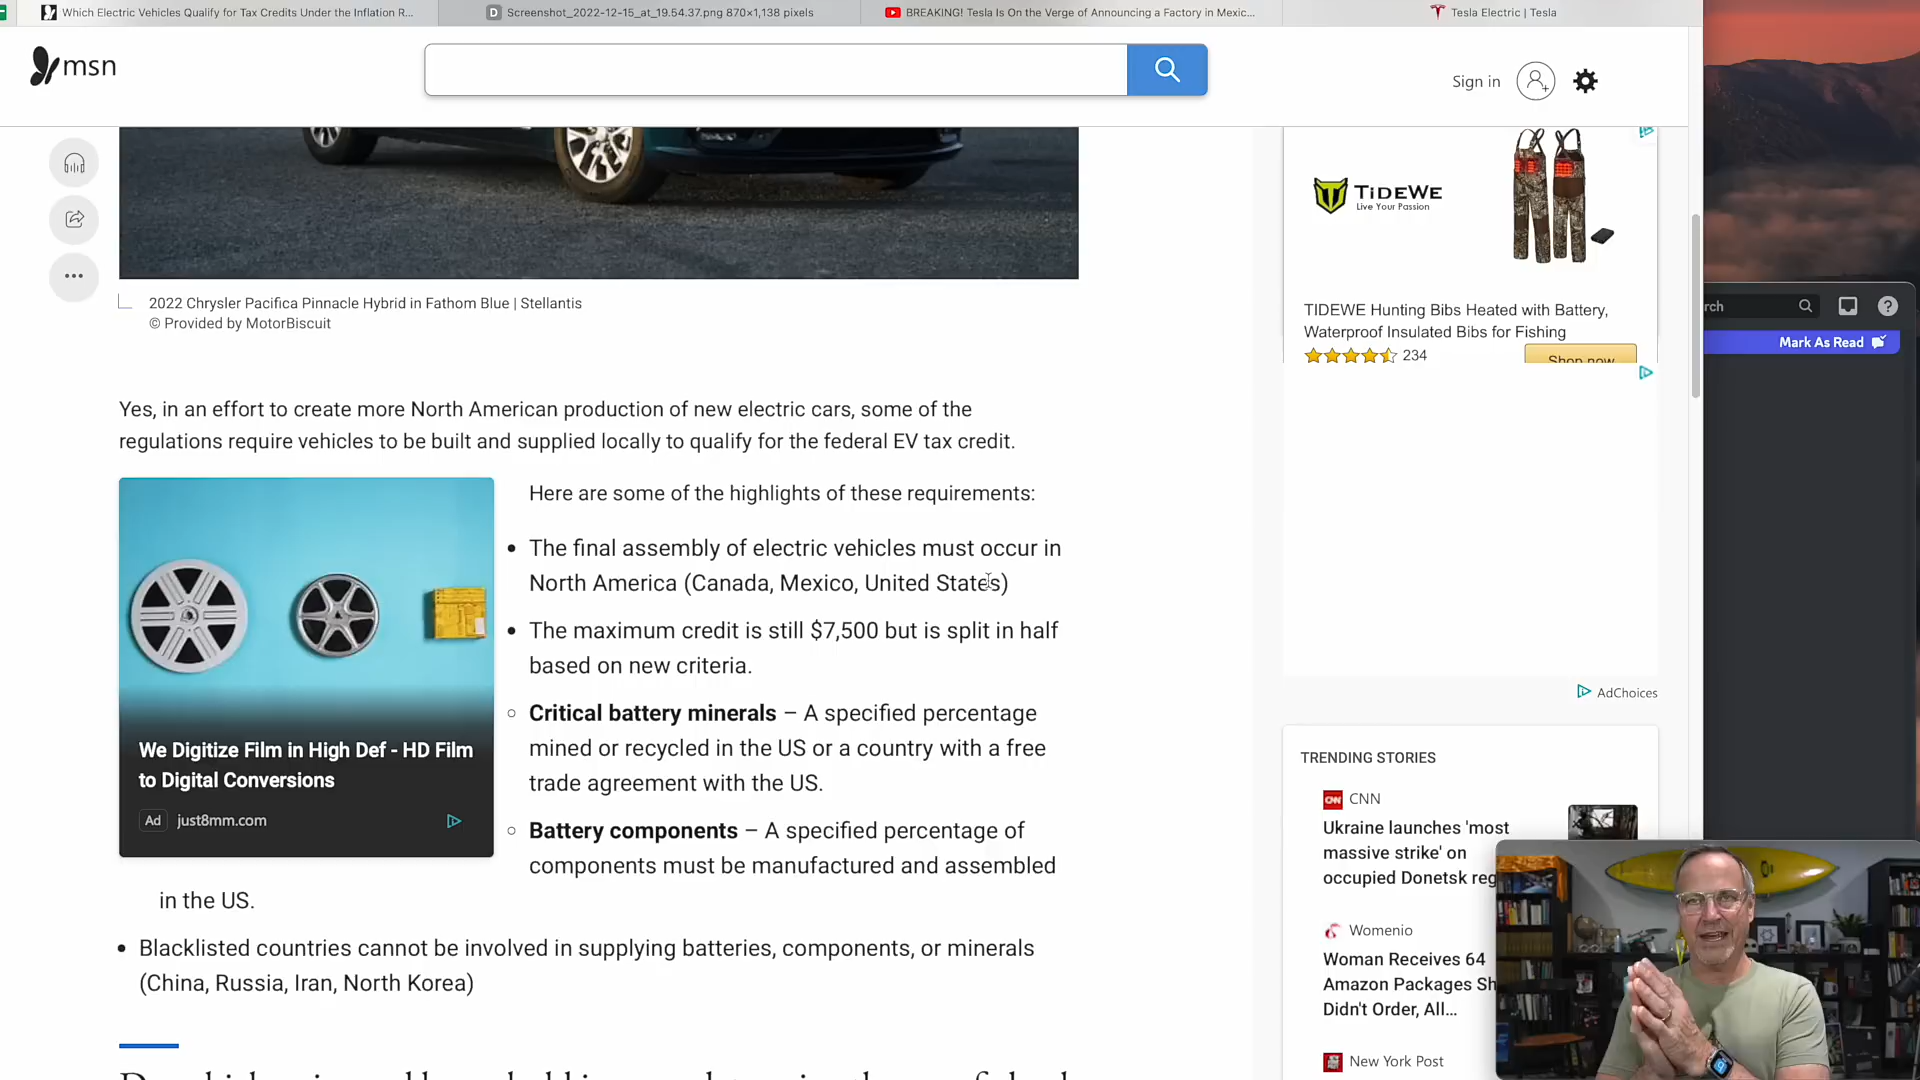 Which Electric Vehicles Qualify for Tax Credits Under the Inflation R...
Screenshot_2022-12-15_at_19.54.37.png 870×1,138 pixels
BREAKING! Tesla Is On the Verge of Announcing a Factory in Mexic...
Tesla Electric | Tesla
msn
Sign in
2022 Chrysler Pacifica Pinnacle Hybrid in Fathom Blue | Stellantis
© Provided by MotorBiscuit
Yes, in an effort to create more North American production of new electric cars, some of the
regulations require vehicles to be built and supplied locally to qualify for the federal EV tax credit.
We Digitize Film in High Def - HD Film
to Digital Conversions
Ad just8mm.com
Here are some of the highlights of these requirements:
• The final assembly of electric vehicles must occur in
North America (Canada, Mexico, United States)
• The maximum credit is still $7,500 but is split in half
based on new criteria.
○ Critical battery minerals – A specified percentage
mined or recycled in the US or a country with a free
trade agreement with the US.
○ Battery components – A specified percentage of
components must be manufactured and assembled
in the US.
• Blacklisted countries cannot be involved in supplying batteries, components, or minerals
(China, Russia, Iran, North Korea)
TIDEWE
Live Your Passion
TIDEWE Hunting Bibs Heated with Battery,
Waterproof Insulated Bibs for Fishing
234
Shop now
AdChoices
TRENDING STORIES
CNN
Ukraine launches 'most
massive strike' on
occupied Donetsk reg
Womenio
Woman Receives 64
Amazon Packages Sh
Didn't Order, All...
New York Post
rch
Mark As Read